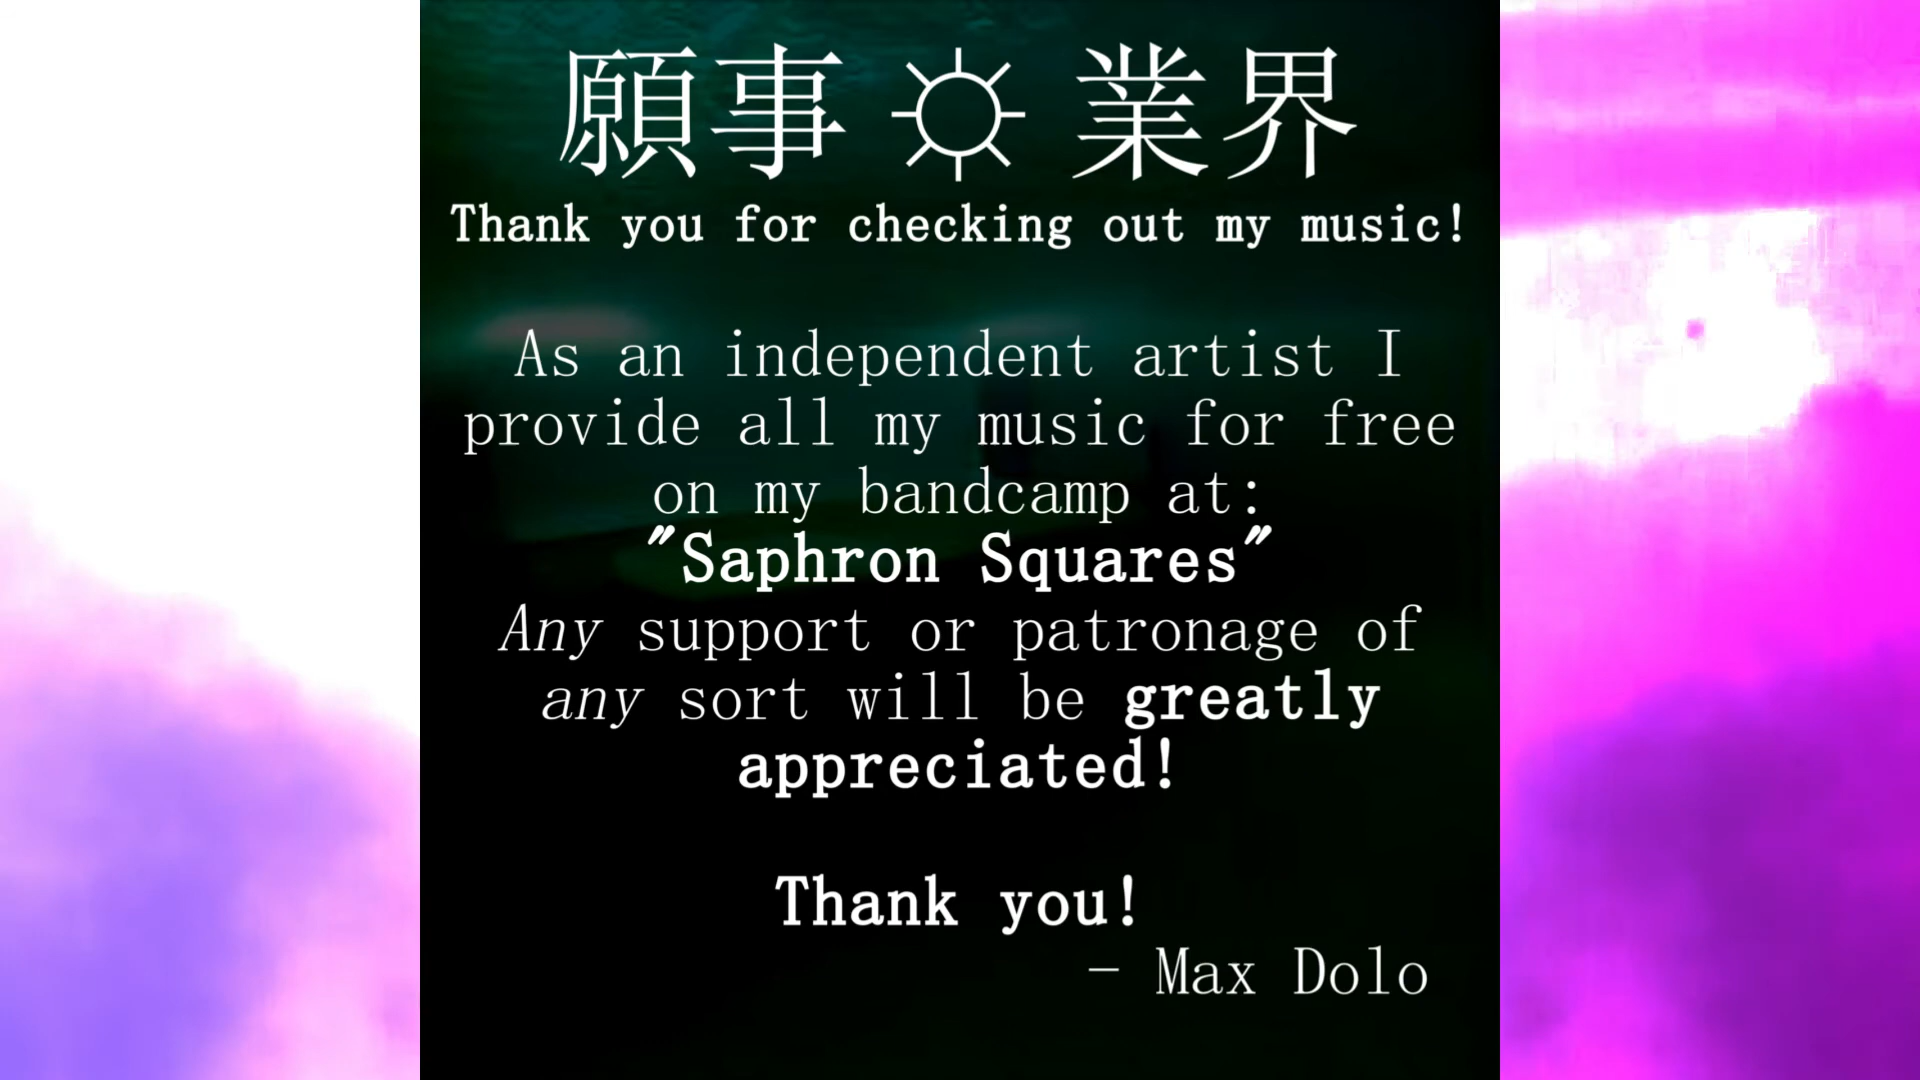 願事☼業界
Thank you for checking out my music!
As an independent artist I
provide all my music for free
on my bandcamp at:
"Saphron Squares"
Any support or patronage of
any sort will be greatly
appreciated!
Thank you!
- Max Dolo